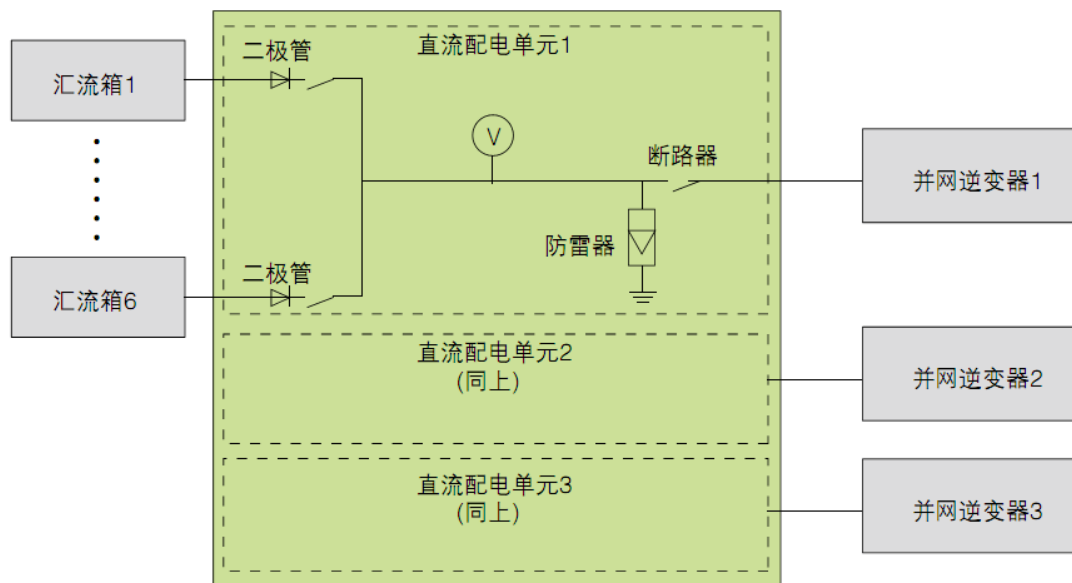 直流配电单元1
二极管
汇流箱1
V
断路器
并网逆变器1
防雷器
二极管
汇流箱6
直流配电单元2
(同上)
并网逆变器2
直流配电单元3
(同上)
并网逆变器3